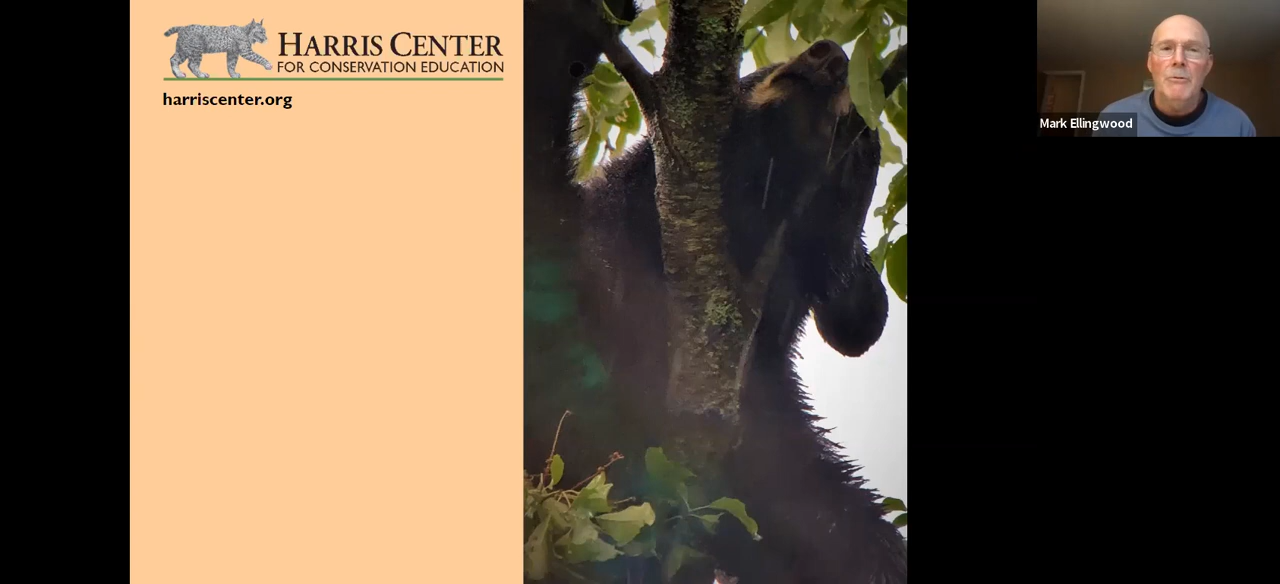 HARRIS CENTER
FOR CONSERVATION EDUCATION
harriscenter.org
Mark Ellingwood